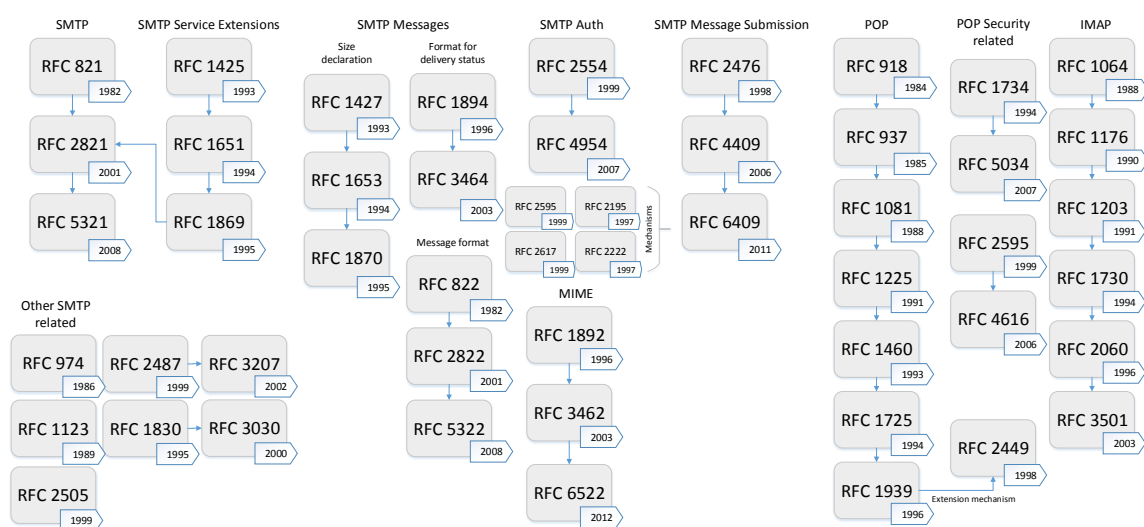 SMTP
RFC 821
1982
RFC 2821
2001
RFC 5321
2008
SMTP Service Extensions
RFC 1425
1993
RFC 1651
1994
RFC 1869
1995
SMTP Messages
Size
declaration
RFC 1427
1993
RFC 1653
1994
RFC 1870
1995
Format for
delivery status
RFC 1894
1996
RFC 3464
2003
Message format
RFC 822
1982
RFC 2822
2001
RFC 5322
2008
SMTP Auth
RFC 2554
1999
RFC 4954
2007
RFC 2595
1999
RFC 2195
1997
RFC 2617
1999
RFC 2222
1997
Mechanisms
MIME
RFC 1892
1996
RFC 3462
2003
RFC 6522
2012
SMTP Message Submission
RFC 2476
1998
RFC 4409
2006
RFC 6409
2011
POP
RFC 918
1984
RFC 937
1985
RFC 1081
1988
RFC 1225
1991
RFC 1460
1993
RFC 1725
1994
RFC 1939
1996
Extension mechanism
POP Security
related
RFC 1734
1994
RFC 5034
2007
RFC 2595
1999
RFC 4616
2006
RFC 2449
1998
IMAP
RFC 1064
1988
RFC 1176
1990
RFC 1203
1991
RFC 1730
1994
RFC 2060
1996
RFC 3501
2003
Other SMTP
related
RFC 974
1986
RFC 2487
1999
RFC 3207
2002
RFC 1123
1989
RFC 1830
1995
RFC 3030
2000
RFC 2505
1999